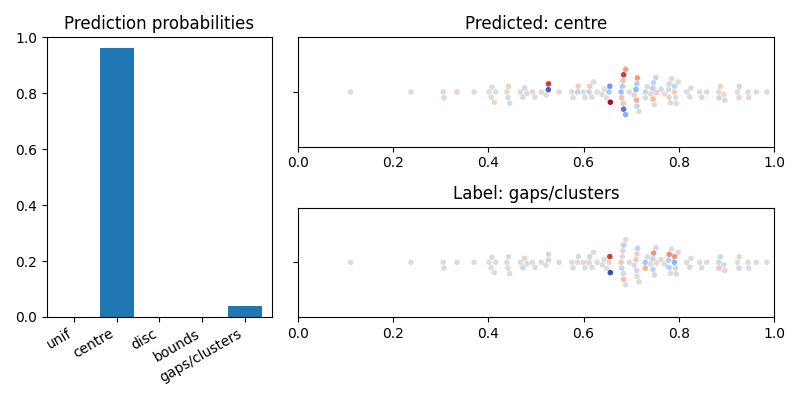 Prediction probabilities
1.0
0.8
0.6
0.4
0.2
0.0
unif
centre
disc
bounds
gaps/clusters
Predicted: centre
0.0 0.2 0.4 0.6 0.8 1.0
Label: gaps/clusters
0.0 0.2 0.4 0.6 0.8 1.0